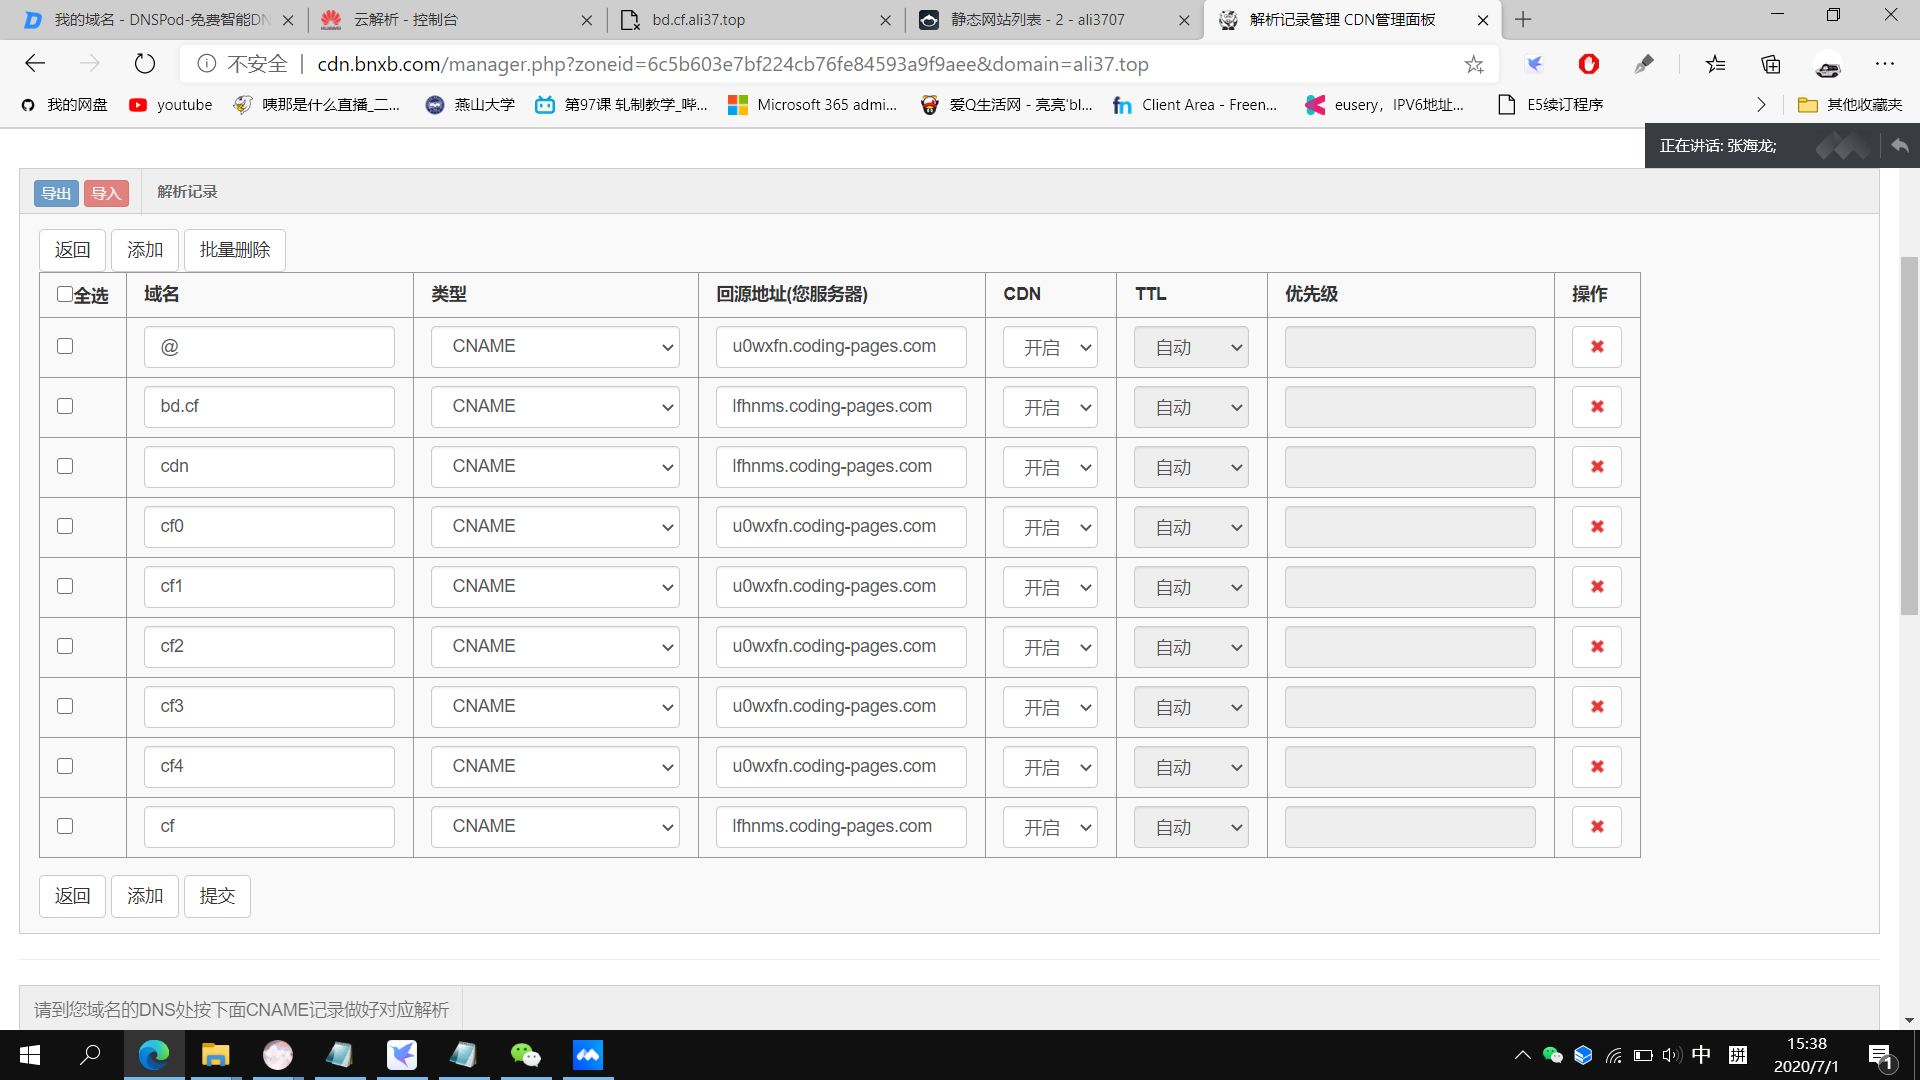 我的域名 - DNSPod-免费智能DN
云解析 - 控制台
bd.cf.ali37.top
静态网站列表 - 2 - ali3707
解析记录管理 CDN管理面板
不安全
cdn.bnxb.com/manager.php?zoneid=6c5b603e7bf224cb76fe84593a9f9aee&domain=ali37.top
我的网盘
youtube
咦那是什么直播_二...
燕山大学
第97课 轧制教学_哔...
Microsoft 365 admi...
爱Q生活网 - 亮亮'bl...
Client Area - Freen...
eusery，IPV6地址...
E5续订程序
其他收藏夹
正在讲话: 张海龙;
导出 导入 解析记录
返回 添加 批量删除
全选 域名 类型 回源地址(您服务器) CDN TTL 优先级 操作
@ CNAME u0wxfn.coding-pages.com 开启 自动
bd.cf CNAME lfhnms.coding-pages.com 开启 自动
cdn CNAME lfhnms.coding-pages.com 开启 自动
cf0 CNAME u0wxfn.coding-pages.com 开启 自动
cf1 CNAME u0wxfn.coding-pages.com 开启 自动
cf2 CNAME u0wxfn.coding-pages.com 开启 自动
cf3 CNAME u0wxfn.coding-pages.com 开启 自动
cf4 CNAME u0wxfn.coding-pages.com 开启 自动
cf CNAME lfhnms.coding-pages.com 开启 自动
返回 添加 提交
请到您域名的DNS处按下面CNAME记录做好对应解析
中 拼
15:38
2020/7/1
1